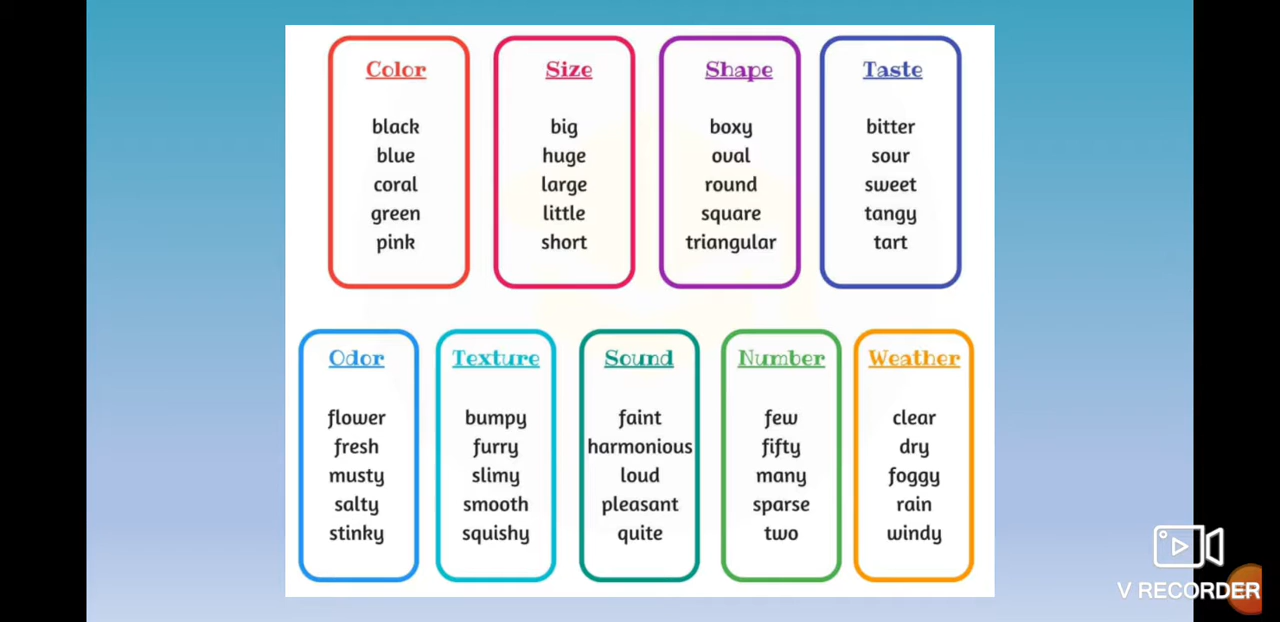 Color
black
blue
coral
green
pink
Size
big
huge
large
little
short
Shape
boxy
oval
round
square
triangular
Taste
bitter
sour
sweet
tangy
tart
Odor
flower
fresh
musty
salty
stinky
Texture
bumpy
furry
slimy
smooth
squishy
Sound
faint
harmonious
loud
pleasant
quite
Number
few
fifty
many
sparse
two
Weather
clear
dry
foggy
rain
windy
V RECORDER